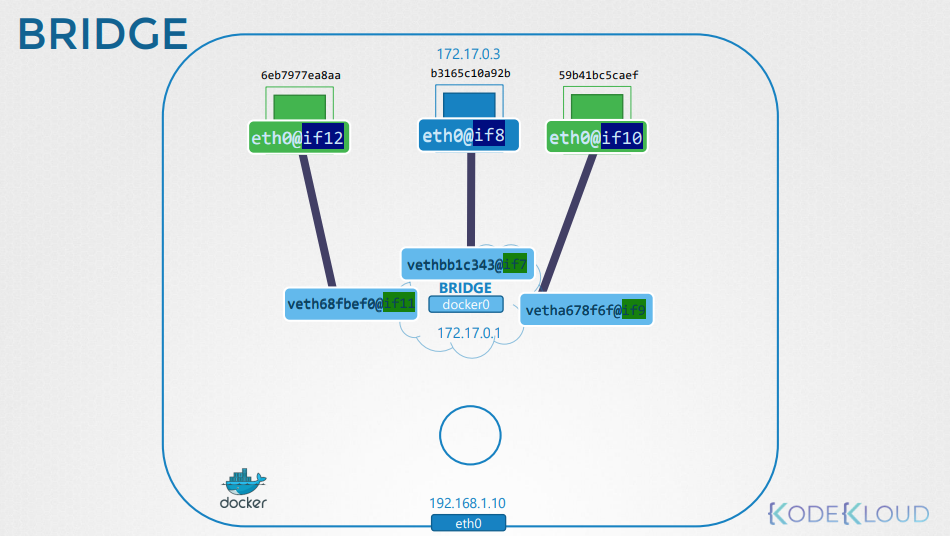 BRIDGE
172.17.0.3
6eb7977ea8aa
b3165c10a92b
59b41bc5caef
eth0@if12
eth0@if8
eth0@if10
vethbb1c343@if7
BRIDGE
veth68fbef0@if11
docker0
vetha678f6f@if9
172.17.0.1
docker
192.168.1.10
eth0
KODEKLOUD